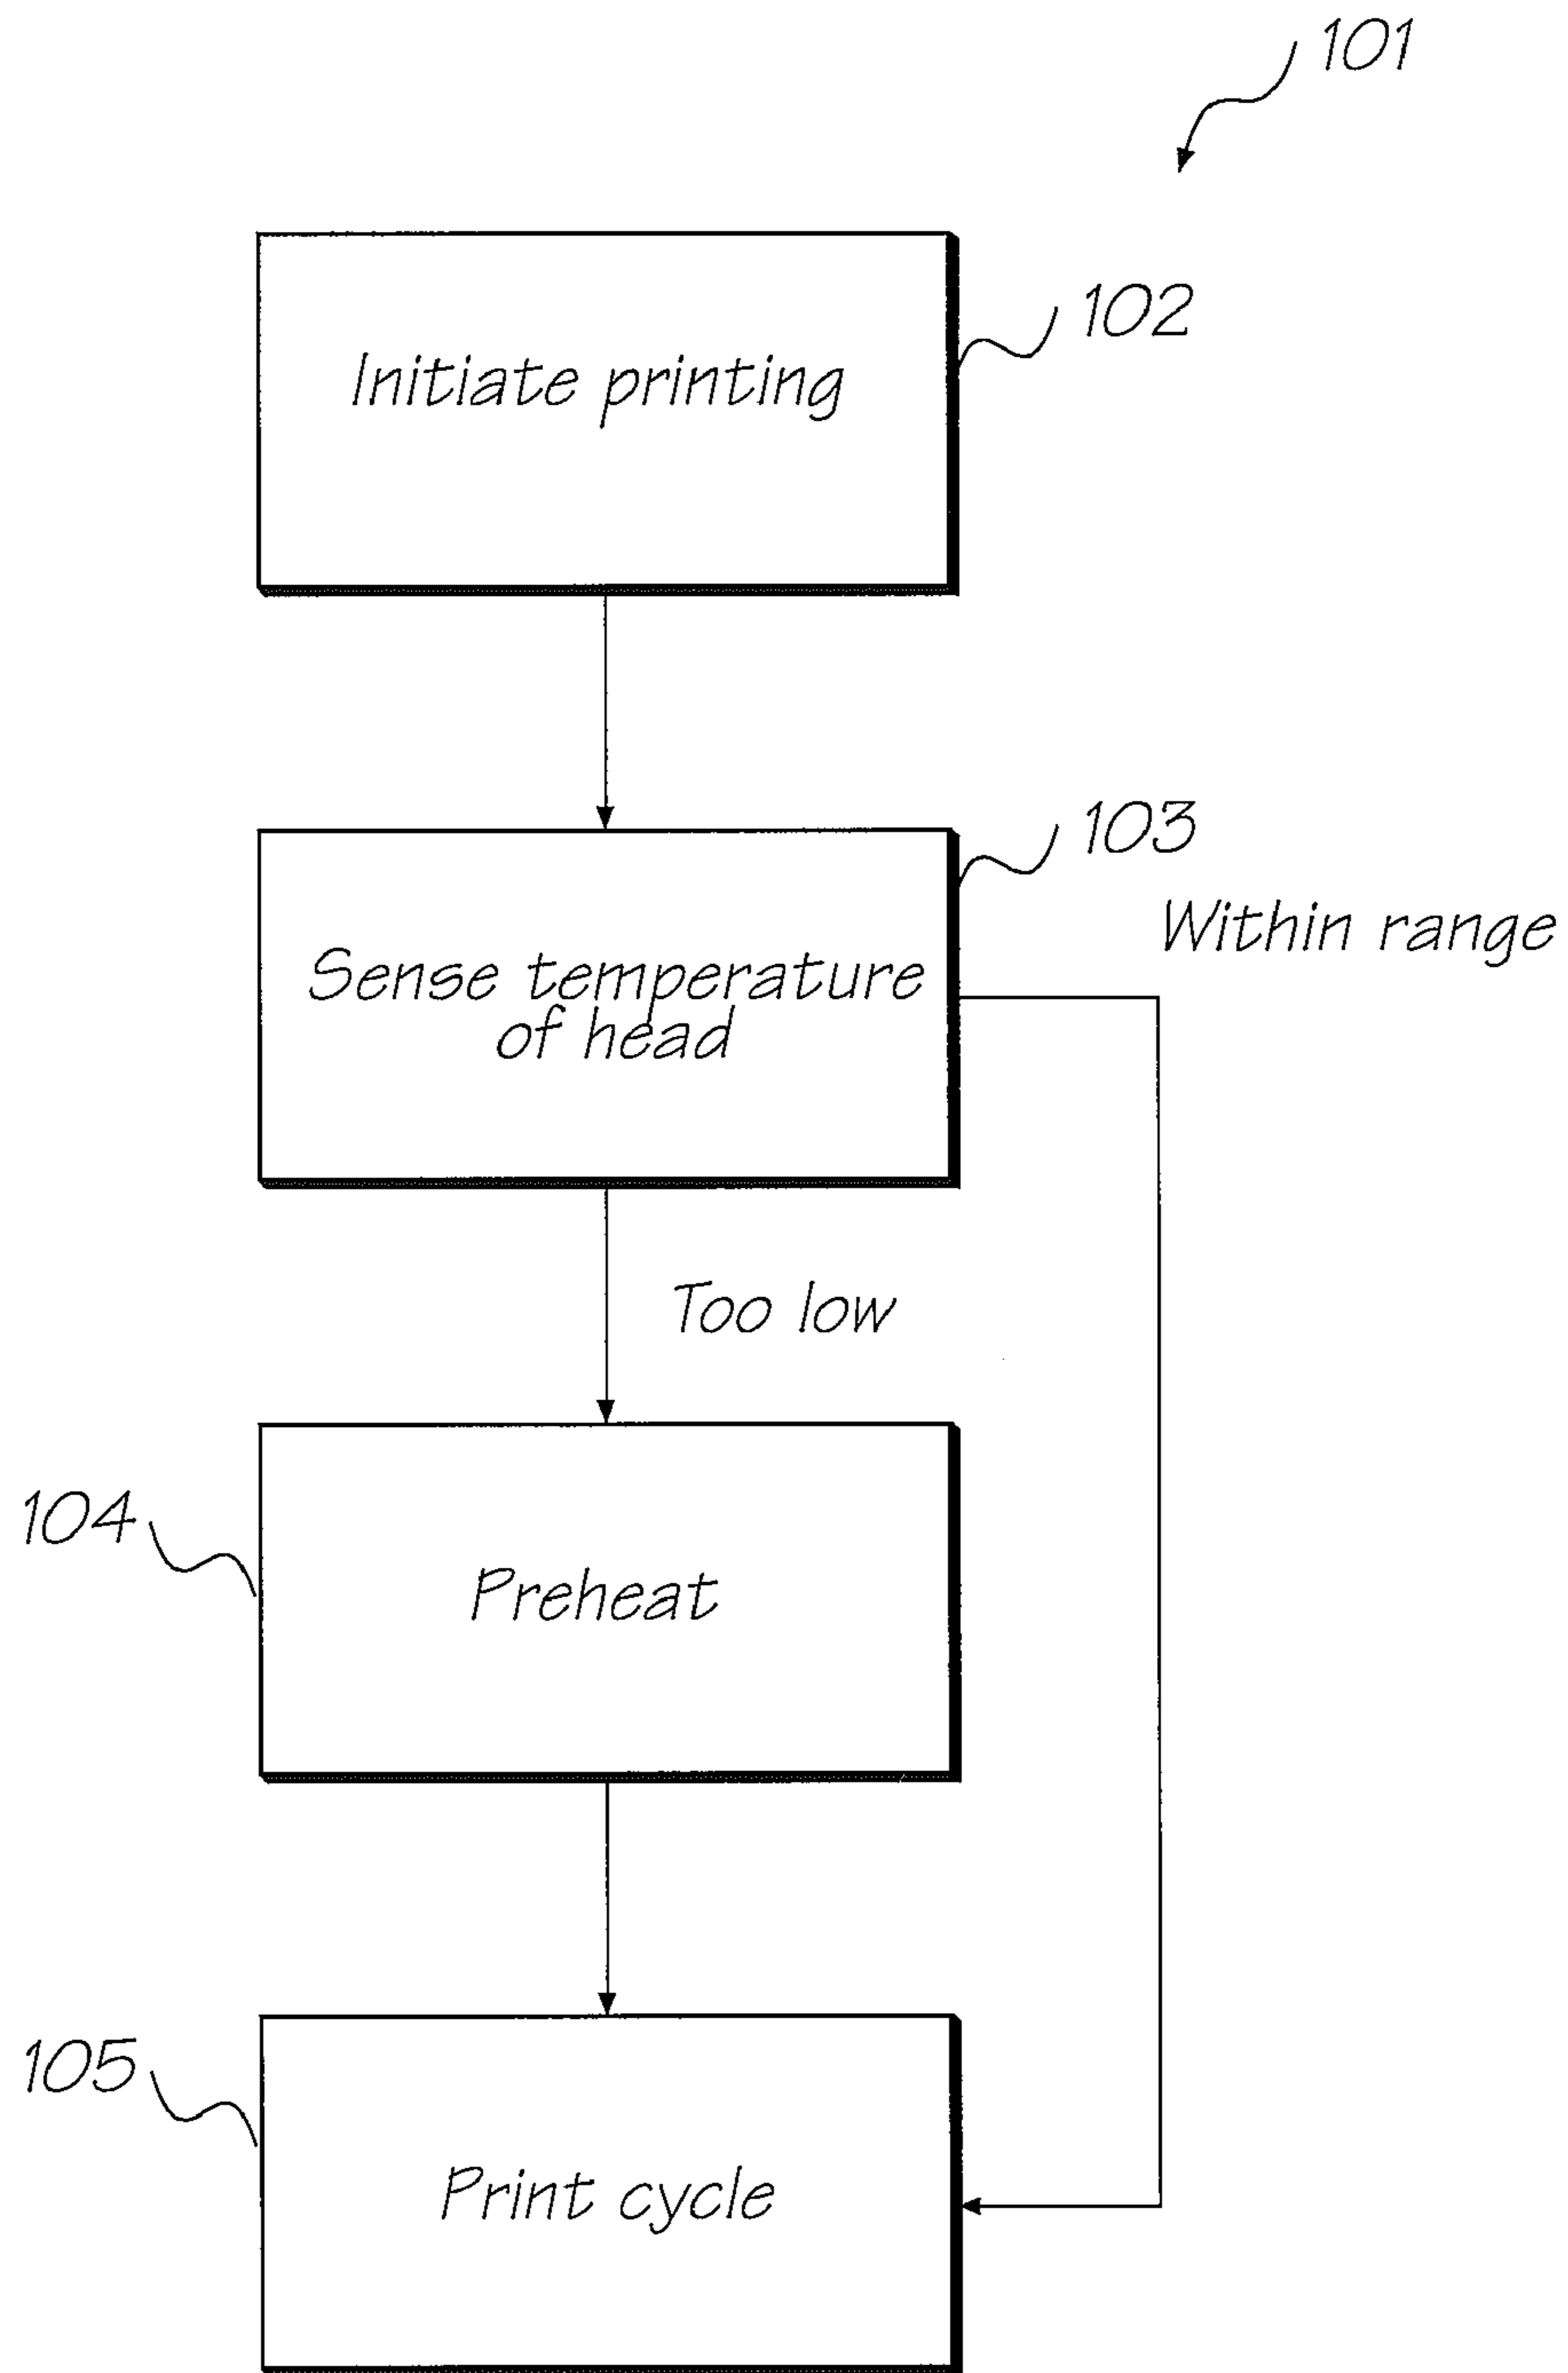 101
Initiate printing
102
103
Within range
Sense temperature
of head
Too low
104
Preheat
105
Print cycle